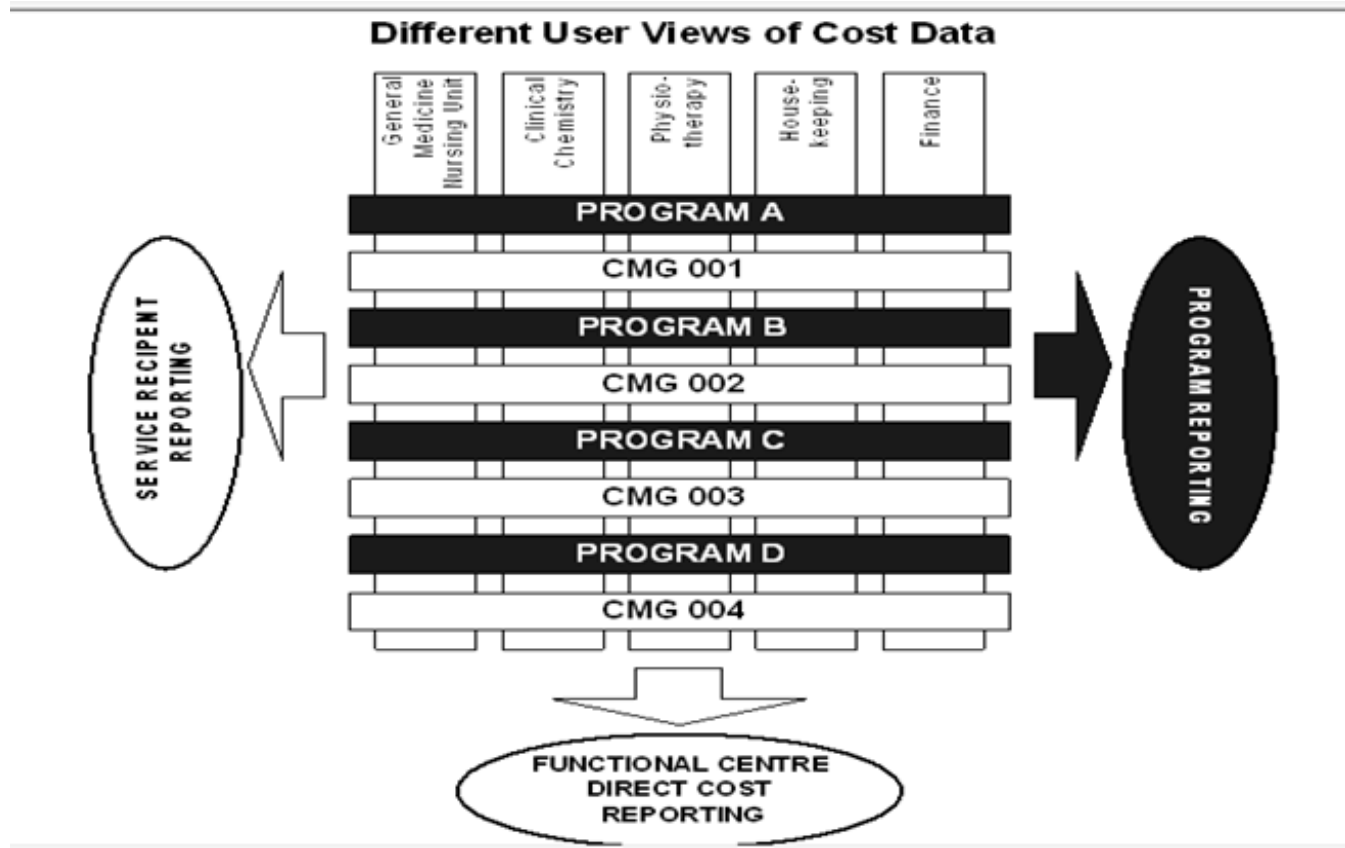 Different User Views of Cost Data
General
Medicine
Nursing Unit
Clinical
Chemistry
Physio-
therapy
House-
keeping
Finance
PROGRAM A
CMG 001
PROGRAM B
CMG 002
PROGRAM C
CMG 003
PROGRAM D
CMG 004
SERVICE RECIPENT
REPORTING
PROGRAM REPORTING
FUNCTIONAL CENTRE
DIRECT COST
REPORTING